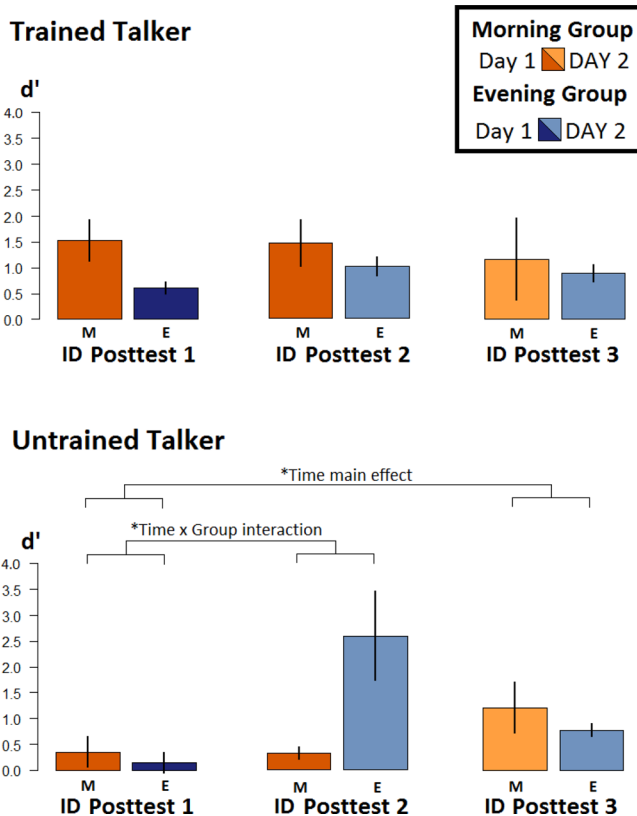 Trained Talker
Morning Group
Day 1 DAY 2
Evening Group
Day 1 DAY 2
d'
4.0
3.5
3.0
2.5
2.0
1.5
1.0
0.5
0.0
M E M E M E
ID Posttest 1 ID Posttest 2 ID Posttest 3
Untrained Talker
*Time main effect
*Time x Group interaction
d'
4.0
3.5
3.0
2.5
2.0
1.5
1.0
0.5
0.0
M E M E M E
ID Posttest 1 ID Posttest 2 ID Posttest 3